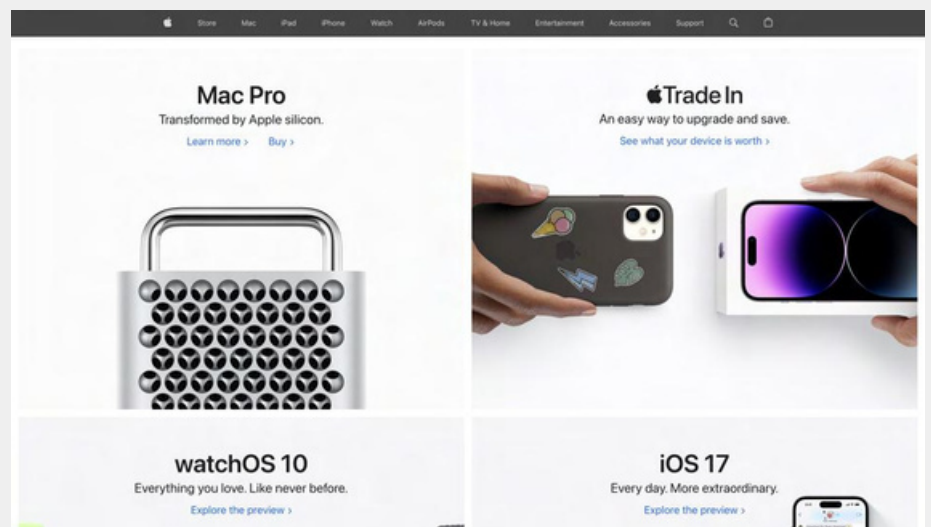 Store Mac iPad iPhone Watch AirPods TV & Home Entertainment Accessories Support
Mac Pro
Transformed by Apple silicon.
Learn more > Buy >
Trade In
An easy way to upgrade and save.
See what your device is worth >
watchOS 10
Everything you love. Like never before.
Explore the preview >
iOS 17
Every day. More extraordinary.
Explore the preview >